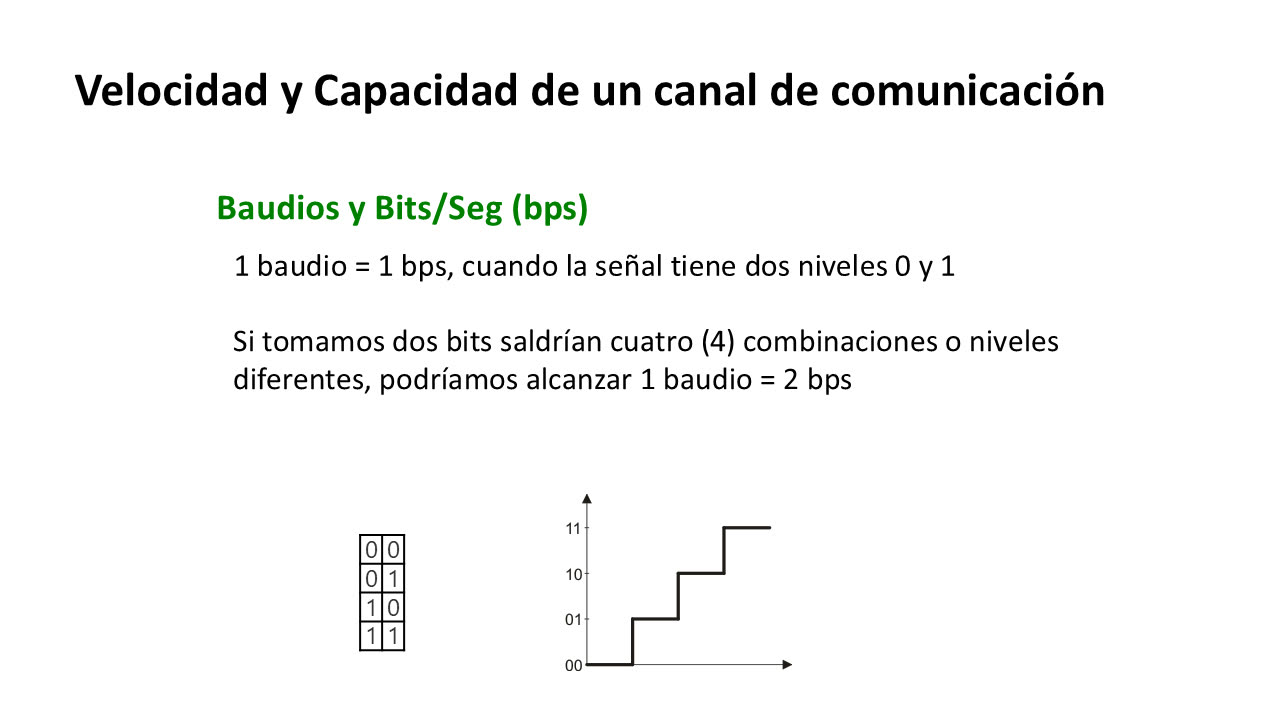 Velocidad y Capacidad de un canal de comunicación
Baudios y Bits/Seg (bps)
1 baudio = 1 bps, cuando la señal tiene dos niveles 0 y 1
Si tomamos dos bits saldrían cuatro (4) combinaciones o niveles
diferentes, podríamos alcanzar 1 baudio = 2 bps
0 0
0 1
1 0
1 1
11
10
01
00